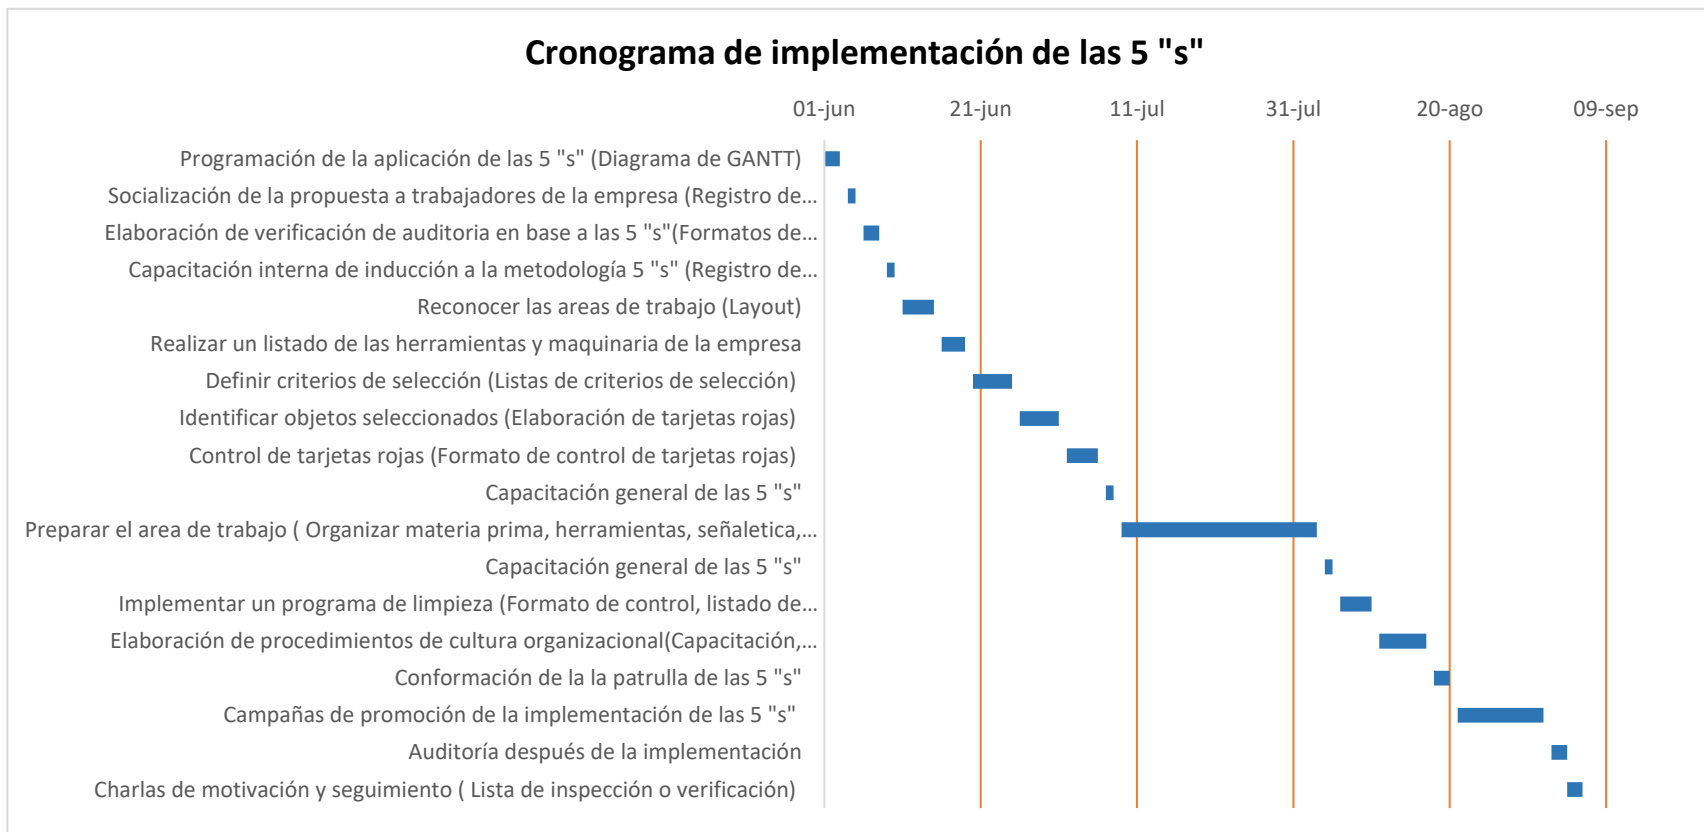 Cronograma de implementación de las 5 "s"
01-jun 21-jun 11-jul 31-jul 20-ago 09-sep
Programación de la aplicación de las 5 "s" (Diagrama de GANTT)
Socialización de la propuesta a trabajadores de la empresa (Registro de...
Elaboración de verificación de auditoria en base a las 5 "s"(Formatos de...
Capacitación interna de inducción a la metodología 5 "s" (Registro de...
Reconocer las areas de trabajo (Layout)
Realizar un listado de las herramientas y maquinaria de la empresa
Definir criterios de selección (Listas de criterios de selección)
Identificar objetos seleccionados (Elaboración de tarjetas rojas)
Control de tarjetas rojas (Formato de control de tarjetas rojas)
Capacitación general de las 5 "s"
Preparar el area de trabajo ( Organizar materia prima, herramientas, señaletica,...
Capacitación general de las 5 "s"
Implementar un programa de limpieza (Formato de control, listado de...
Elaboración de procedimientos de cultura organizacional(Capacitación,...
Conformación de la la patrulla de las 5 "s"
Campañas de promoción de la implementación de las 5 "s"
Auditoría después de la implementación
Charlas de motivación y seguimiento ( Lista de inspección o verificación)